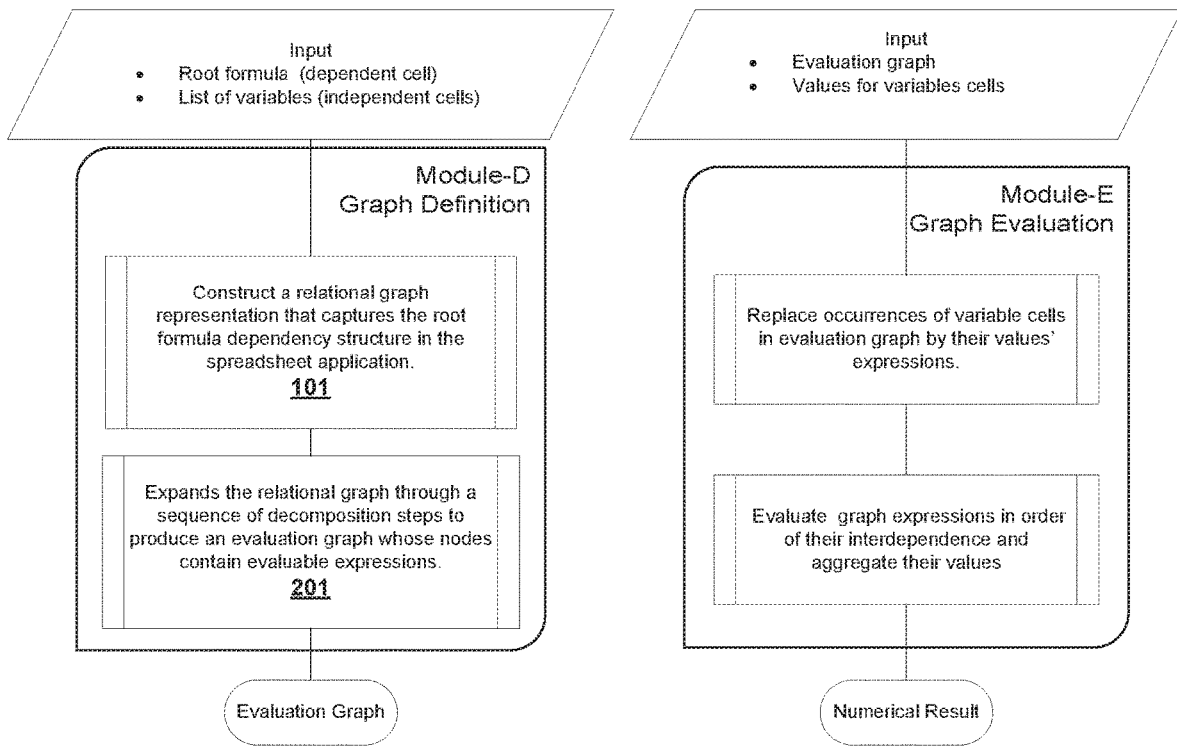 Input
• Root formula (dependent cell)
• List of variables (independent cells)
Module-D
Graph Definition
Construct a relational graph
representation that captures the root
formula dependency structure in the
spreadsheet application.
101
Expands the relational graph through a
sequence of decomposition steps to
produce an evaluation graph whose nodes
contain evaluable expressions.
201
Evaluation Graph
Input
• Evaluation graph
• Values for variables cells
Module-E
Graph Evaluation
Replace occurrences of variable cells
in evaluation graph by their values'
expressions.
Evaluate graph expressions in order
of their interdependence and
aggregate their values
Numerical Result